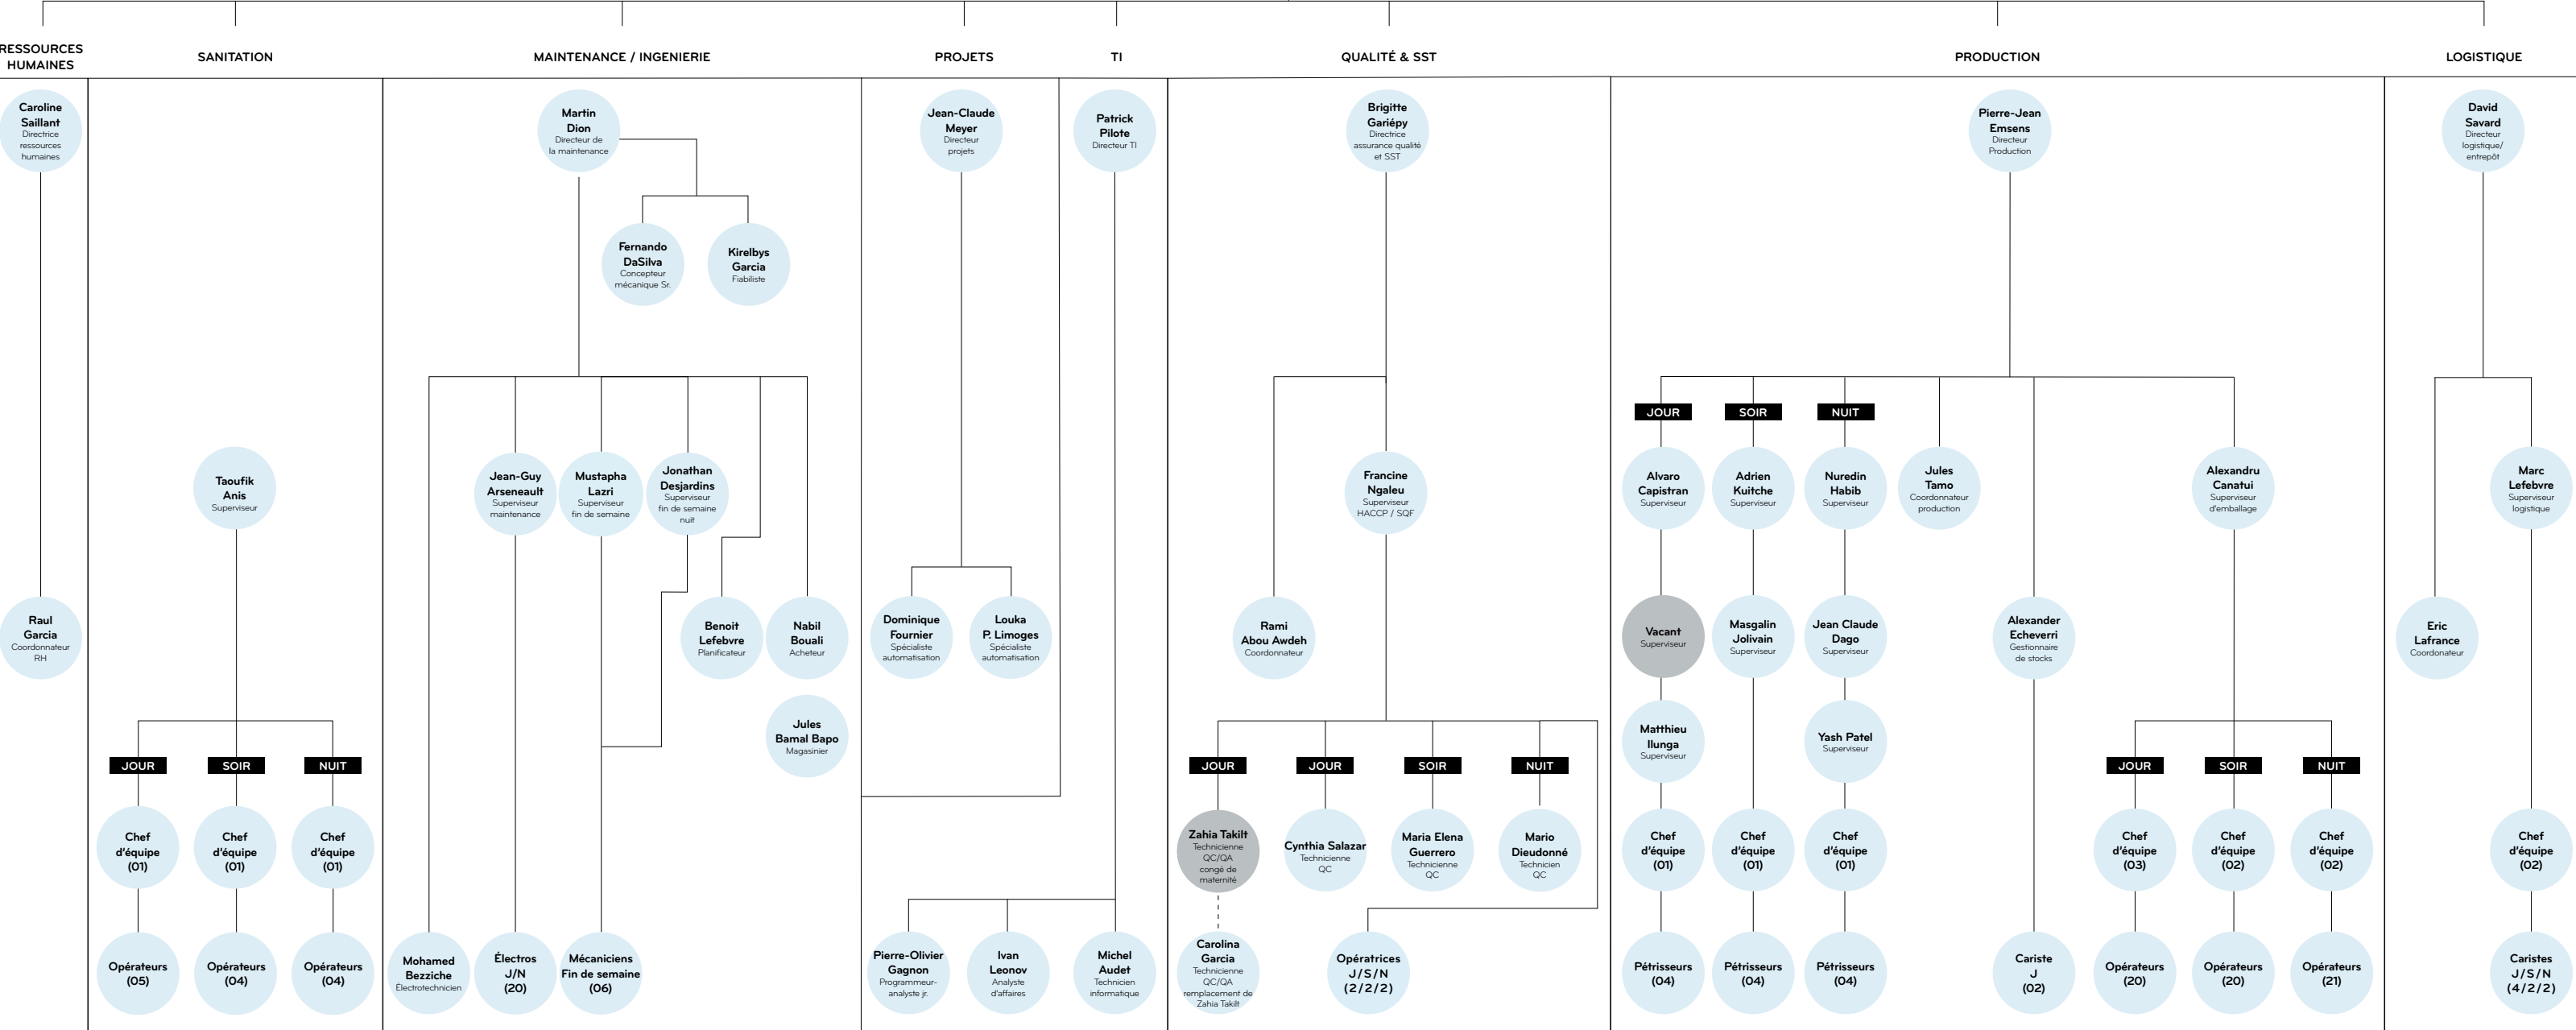 RESSOURCES
HUMAINES
SANITATION
MAINTENANCE / INGENIERIE
PROJETS
TI
QUALITÉ & SST
PRODUCTION
LOGISTIQUE
Caroline
Saillant
Directrice
ressources
humaines
Martin
Dion
Directeur de
la maintenance
Jean-Claude
Meyer
Directeur
projets
Patrick
Pilote
Directeur TI
Brigitte
Gariépy
Directrice
assurance qualité
et SST
Pierre-Jean
Emsens
Directeur
Production
David
Savard
Directeur
logistique/
entrepôt
Fernando
DaSilva
Concepteur
mécanique Sr.
Kirelbys
Garcia
Fiabiliste
JOUR
SOIR
NUIT
Taoufik
Anis
Superviseur
Jean-Guy
Arseneault
Superviseur
maintenance
Mustapha
Lazri
Superviseur
fin de semaine
Jonathan
Desjardins
Superviseur
fin de semaine
nuit
Francine
Ngaleu
Superviseur
HACCP / SQF
Alvaro
Capistran
Superviseur
Adrien
Kuitche
Superviseur
Nuredin
Habib
Superviseur
Jules
Tamo
Coordonnateur
production
Alexandru
Canatui
Superviseur
d'emballage
Marc
Lefebvre
Superviseur
logistique
Raul
Garcia
Coordonnateur
RH
Benoit
Lefebvre
Planificateur
Nabil
Bouali
Acheteur
Dominique
Fournier
Spécialiste
automatisation
Louka
P. Limoges
Spécialiste
automatisation
Rami
Abou Awdeh
Coordonnateur
Vacant
Superviseur
Masgalin
Jolivain
Superviseur
Jean Claude
Dago
Superviseur
Alexander
Echeverri
Gestionnaire
de stocks
Eric
Lafrance
Coordonateur
Jules
Bamal Bapo
Magasinier
Matthieu
Ilunga
Superviseur
Yash Patel
Superviseur
JOUR
SOIR
NUIT
JOUR
JOUR
SOIR
NUIT
JOUR
SOIR
NUIT
Chef
d'équipe
(01)
Chef
d'équipe
(01)
Chef
d'équipe
(01)
Zahia Takilt
Technicienne
QC/QA
congé de
maternité
Cynthia Salazar
Technicienne
QC
Maria Elena
Guerrero
Technicienne
QC
Mario
Dieudonné
Technicien
QC
Chef
d'équipe
(01)
Chef
d'équipe
(01)
Chef
d'équipe
(01)
Chef
d'équipe
(03)
Chef
d'équipe
(02)
Chef
d'équipe
(02)
Chef
d'équipe
(02)
Opérateurs
(05)
Opérateurs
(04)
Opérateurs
(04)
Mohamed
Bezziche
Électrotechnicien
Électros
J/N
(20)
Mécaniciens
Fin de semaine
(06)
Pierre-Olivier
Gagnon
Programmeur-
analyste jr.
Ivan
Leonov
Analyste
d'affaires
Michel
Audet
Technicien
informatique
Carolina
Garcia
Technicienne
QC/QA
remplacement de
Zahia Takilt
Opératrices
J/S/N
(2/2/2)
Pétrisseurs
(04)
Pétrisseurs
(04)
Pétrisseurs
(04)
Cariste
J
(02)
Opérateurs
(20)
Opérateurs
(20)
Opérateurs
(21)
Caristes
J/S/N
(4/2/2)